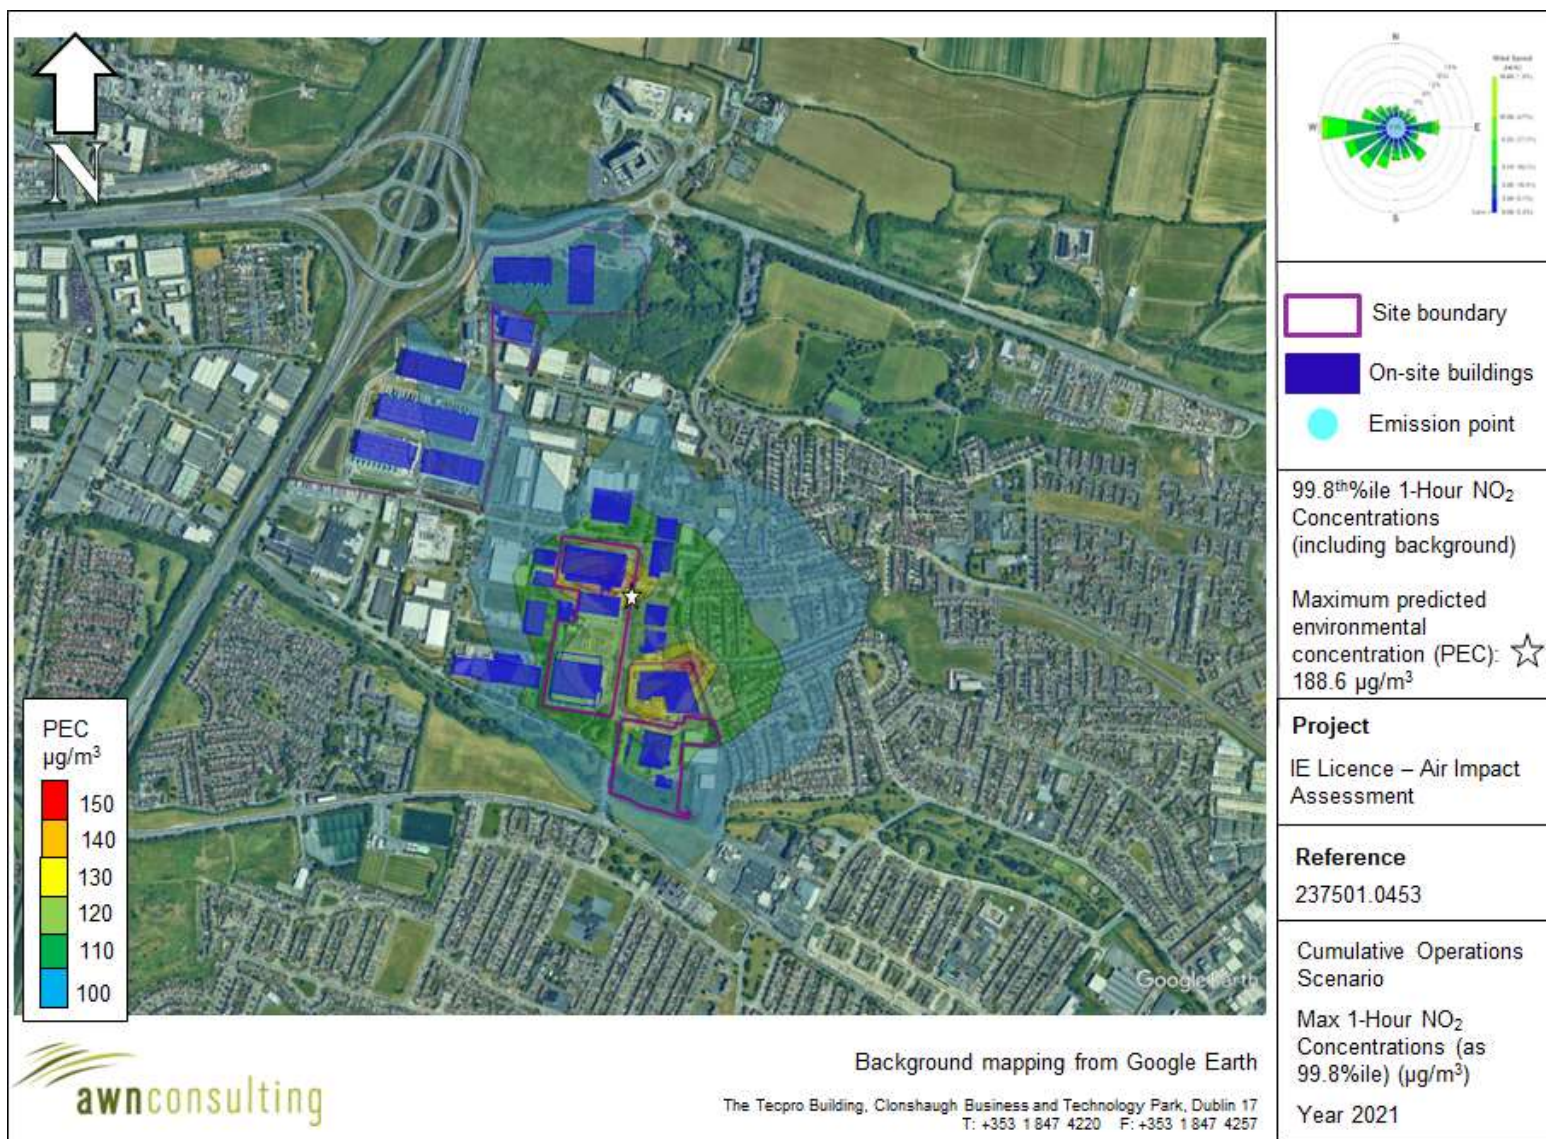 N
N
W
E
S
Site boundary
On-site buildings
Emission point
99.8th%ile 1-Hour NO2
Concentrations
(including background)
Maximum predicted
environmental
concentration (PEC):
188.6 µg/m3
Project
IE Licence – Air Impact
Assessment
Reference
237501.0453
Cumulative Operations
Scenario
Max 1-Hour NO2
Concentrations (as
99.8%ile) (µg/m3)
Year 2021
PEC
µg/m3
150
140
130
120
110
100
Google Earth
awnconsulting
Background mapping from Google Earth
The Tecpro Building, Clonshaugh Business and Technology Park, Dublin 17
T: +353 1 847 4220 F: +353 1 847 4257